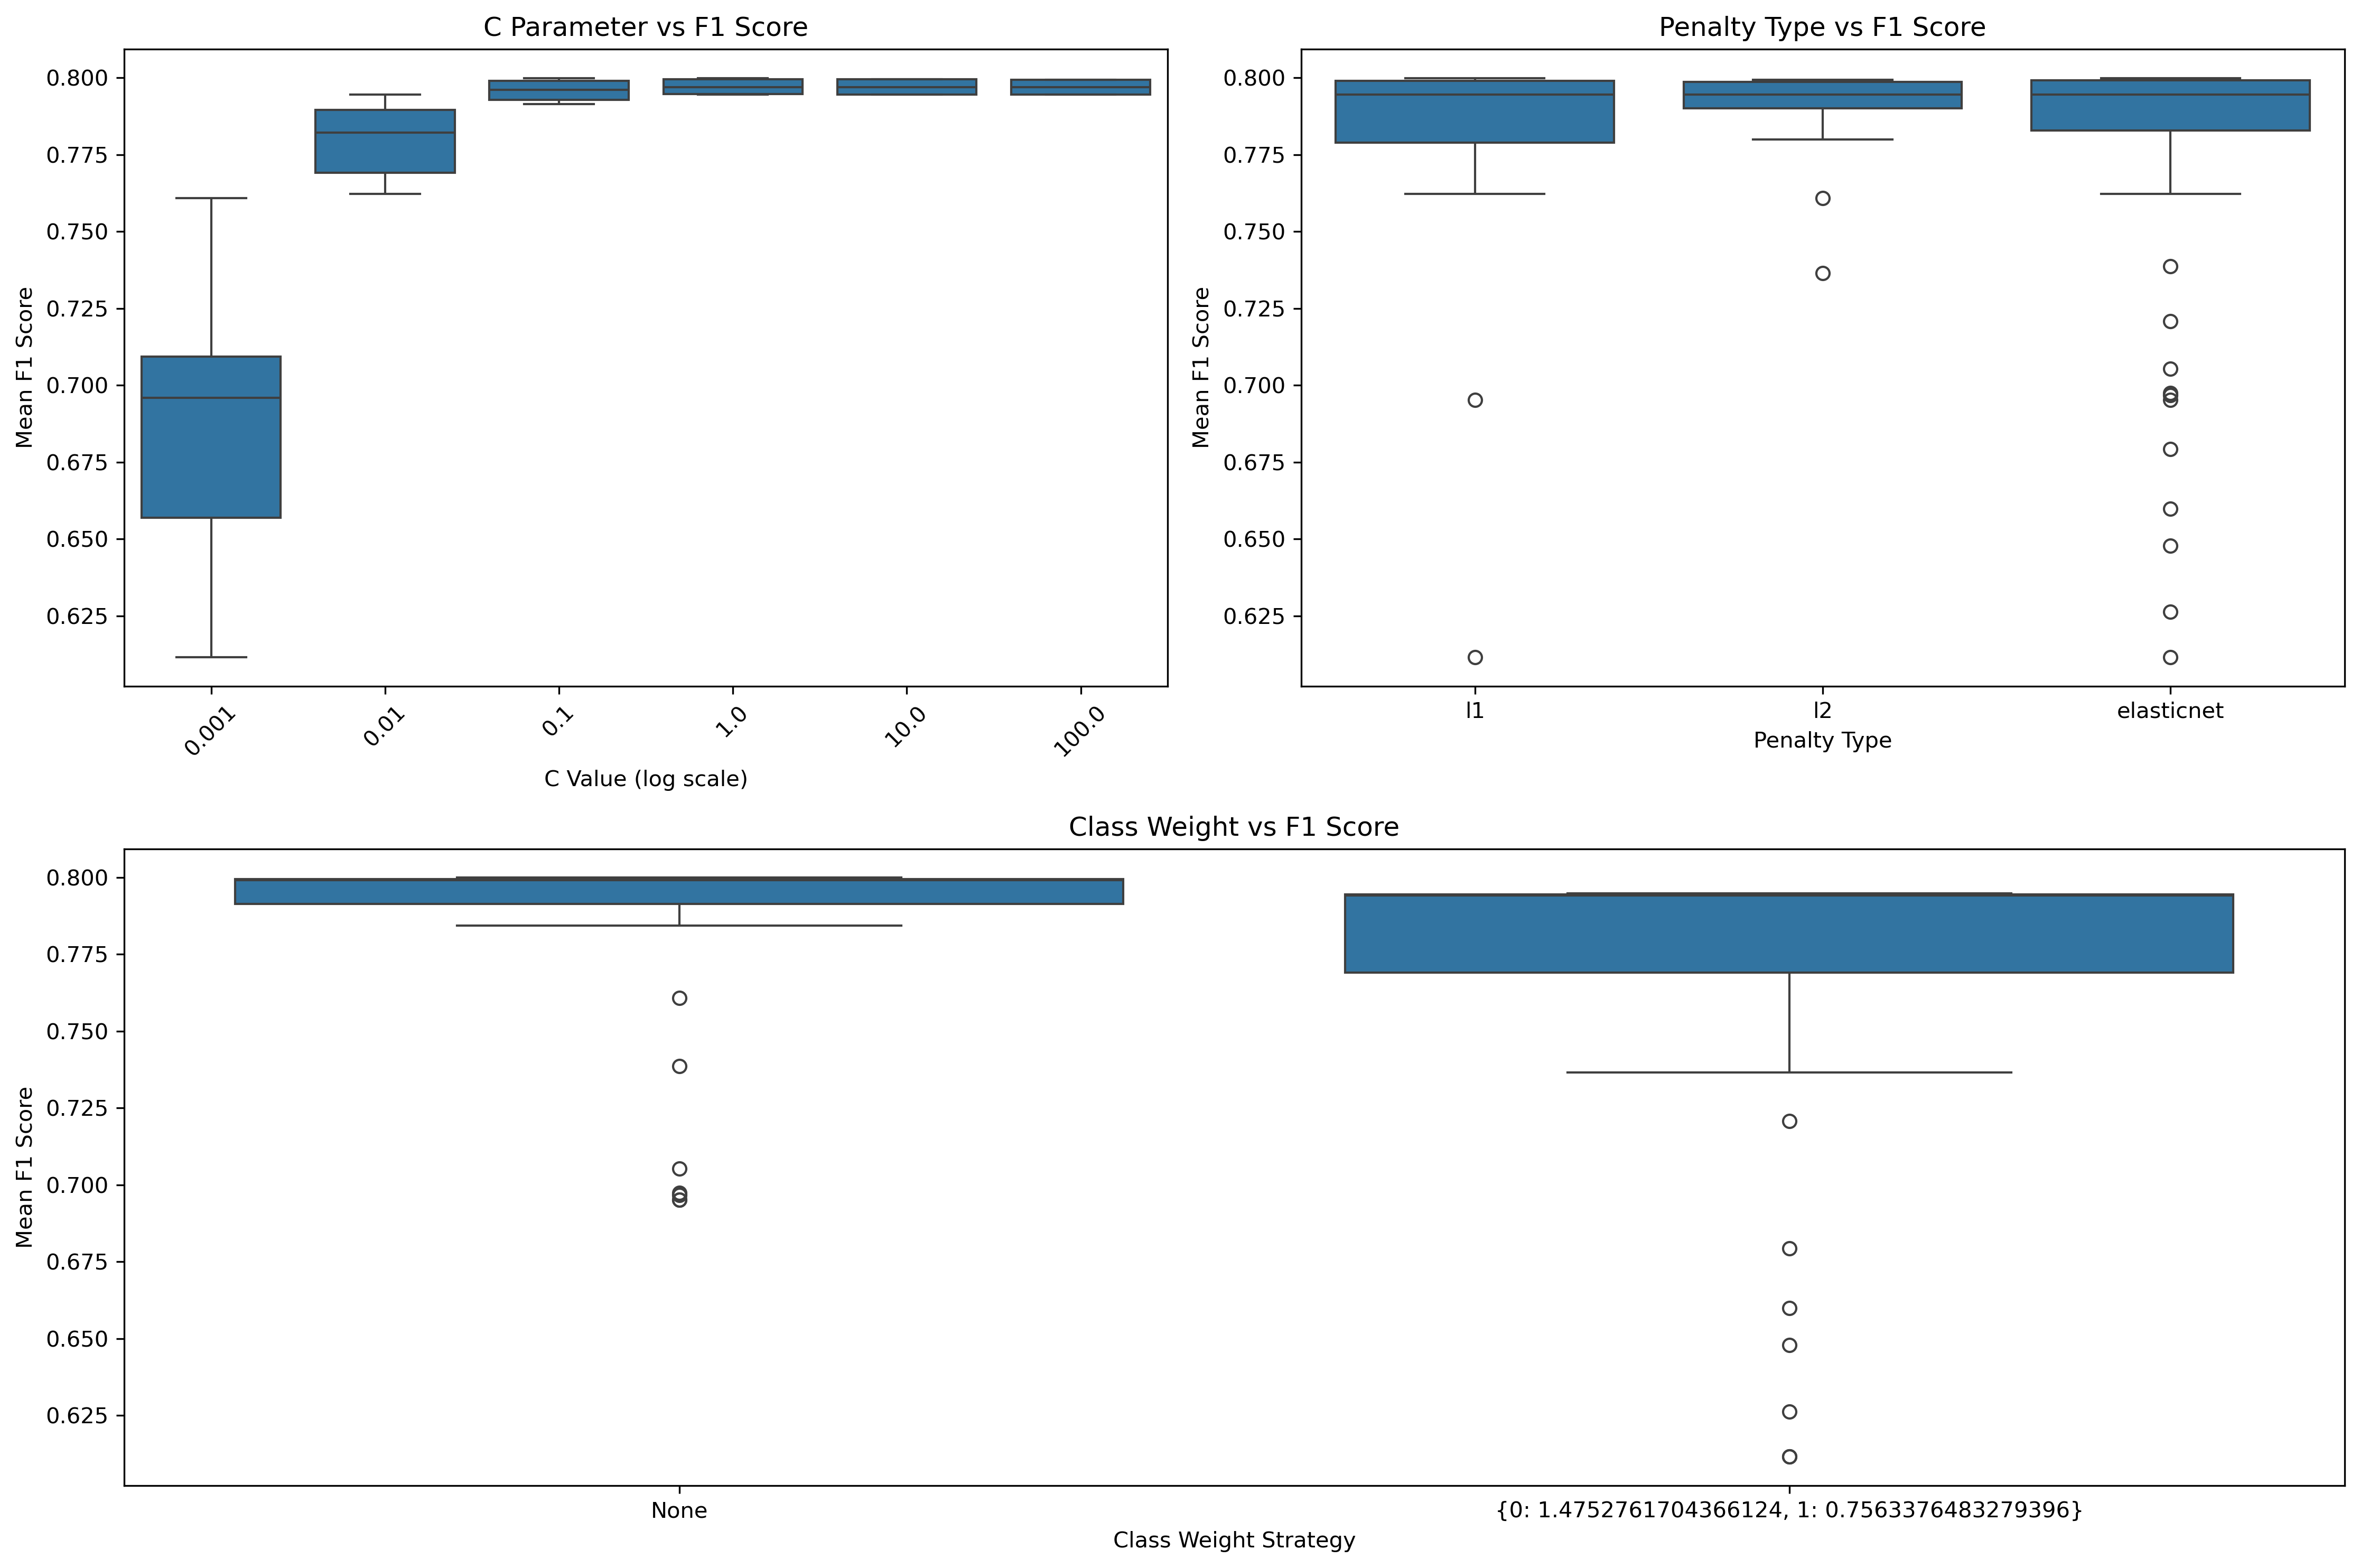 C Parameter vs F1 Score
Mean F1 Score
0.800
0.775
0.750
0.725
0.700
0.675
0.650
0.625
0.001
0.01
0.1
1.0
10.0
100.0
C Value (log scale)
Penalty Type vs F1 Score
Mean F1 Score
0.800
0.775
0.750
0.725
0.700
0.675
0.650
0.625
l1
l2
elasticnet
Penalty Type
Class Weight vs F1 Score
Mean F1 Score
0.800
0.775
0.750
0.725
0.700
0.675
0.650
0.625
None
{0: 1.4752761704366124, 1: 0.7563376483279396}
Class Weight Strategy